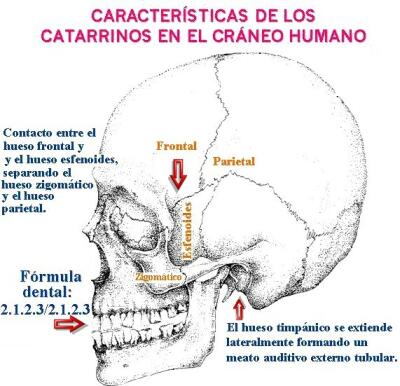 CARACTERÍSTICAS DE LOS
CATARRINOS EN EL CRÁNEO HUMANO
Contacto entre el
hueso frontal y
y el hueso esfenoides,
separando el
hueso zigomático
y el hueso
parietal.
Frontal
Parietal
Esfenoides
Zigomático
Fórmula
dental:
2.1.2.3/2.1.2.3
El hueso timpánico se extiende
lateralmente formando un
meato auditivo externo tubular.